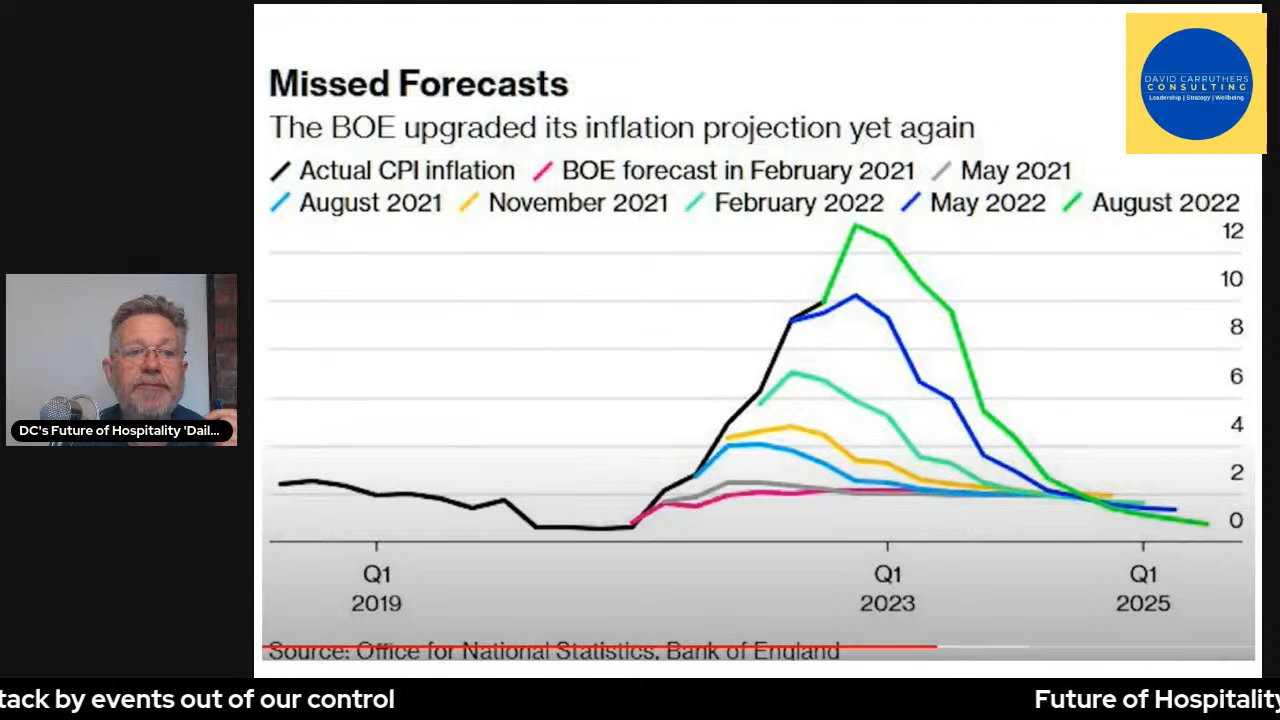 Missed Forecasts
The BOE upgraded its inflation projection yet again
Actual CPI inflation BOE forecast in February 2021 May 2021
August 2021 November 2021 February 2022 May 2022 August 2022
12
10
8
6
4
2
0
Q1 Q1 Q1
2019 2023 2025
Source: Office for National Statistics, Bank of England
DAVID CARRUTHERS
CONSULTING
Leadership | Strategy | Wellbeing
DC's Future of Hospitality 'Dail...
tack by events out of our control Future of Hospitality